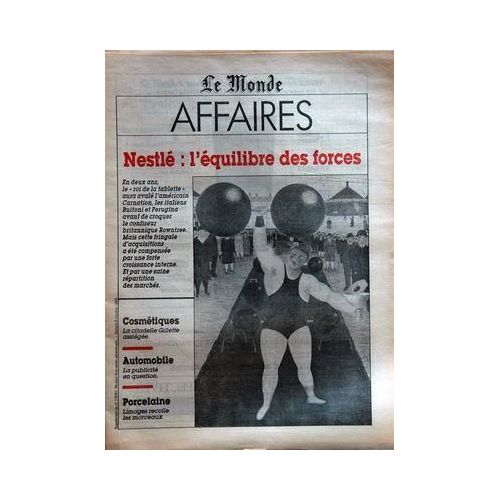 Le Monde
AFFAIRES
Nestlé : l'équilibre des forces
En deux ans,
le « roi de la tablette »
aura avalé l'américain
Carnation, les italiens
Buitoni et Perugina
avant de croquer
le confiseur
britannique Rowntree.
Mais cette fringale
d'acquisitions
a été compensée
par une forte
croissance interne.
Et par une saine
répartition
des marchés.
Cosmétiques
La citadelle Gillette
assiégée.
Automobile
La publicité
en question.
Porcelaine
Limoges recolle
les morceaux.